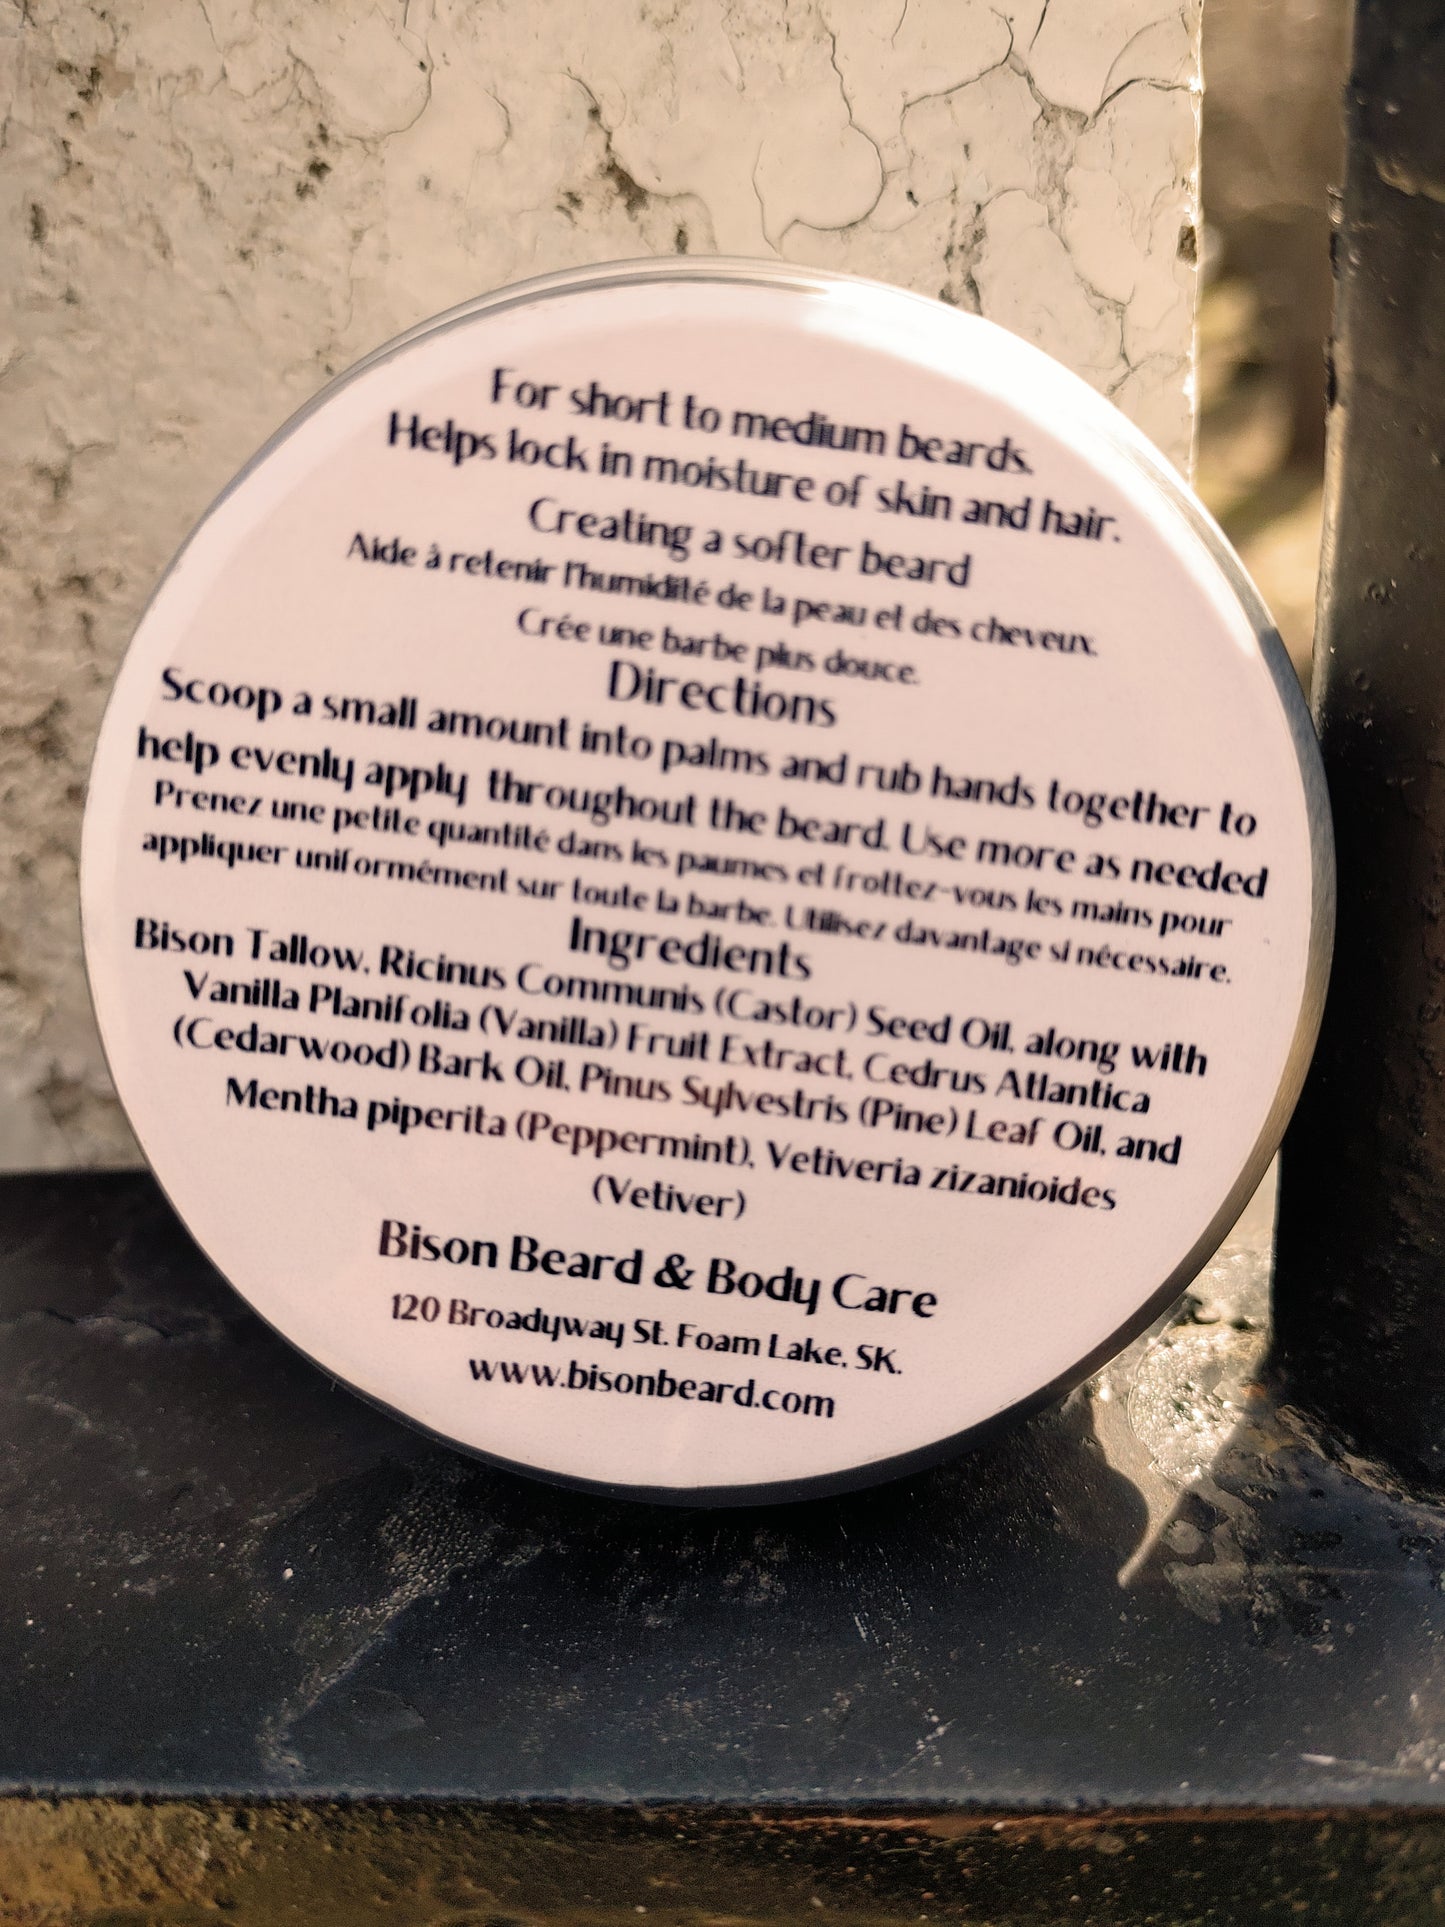 For short to medium beards.
Helps lock in moisture of skin and hair.
Creating a softer beard
Aide à retenir l'humidité de la peau et des cheveux.
Crée une barbe plus douce.
Directions
Scoop a small amount into palms and rub hands together to
help evenly apply throughout the beard. Use more as needed
Prenez une petite quantité dans les paumes et frottez-vous les mains pour
appliquer uniformément sur toute la barbe. Utilisez davantage si nécessaire.
Ingredients
Bison Tallow, Ricinus Communis (Castor) Seed Oil, along with
Vanilla Planifolia (Vanilla) Fruit Extract, Cedrus Atlantica
(Cedarwood) Bark Oil, Pinus Sylvestris (Pine) Leaf Oil, and
Mentha piperita (Peppermint), Vetiveria zizanioides
(Vetiver)
Bison Beard & Body Care
120 Broadyway St. Foam Lake, SK.
www.bisonbeard.com